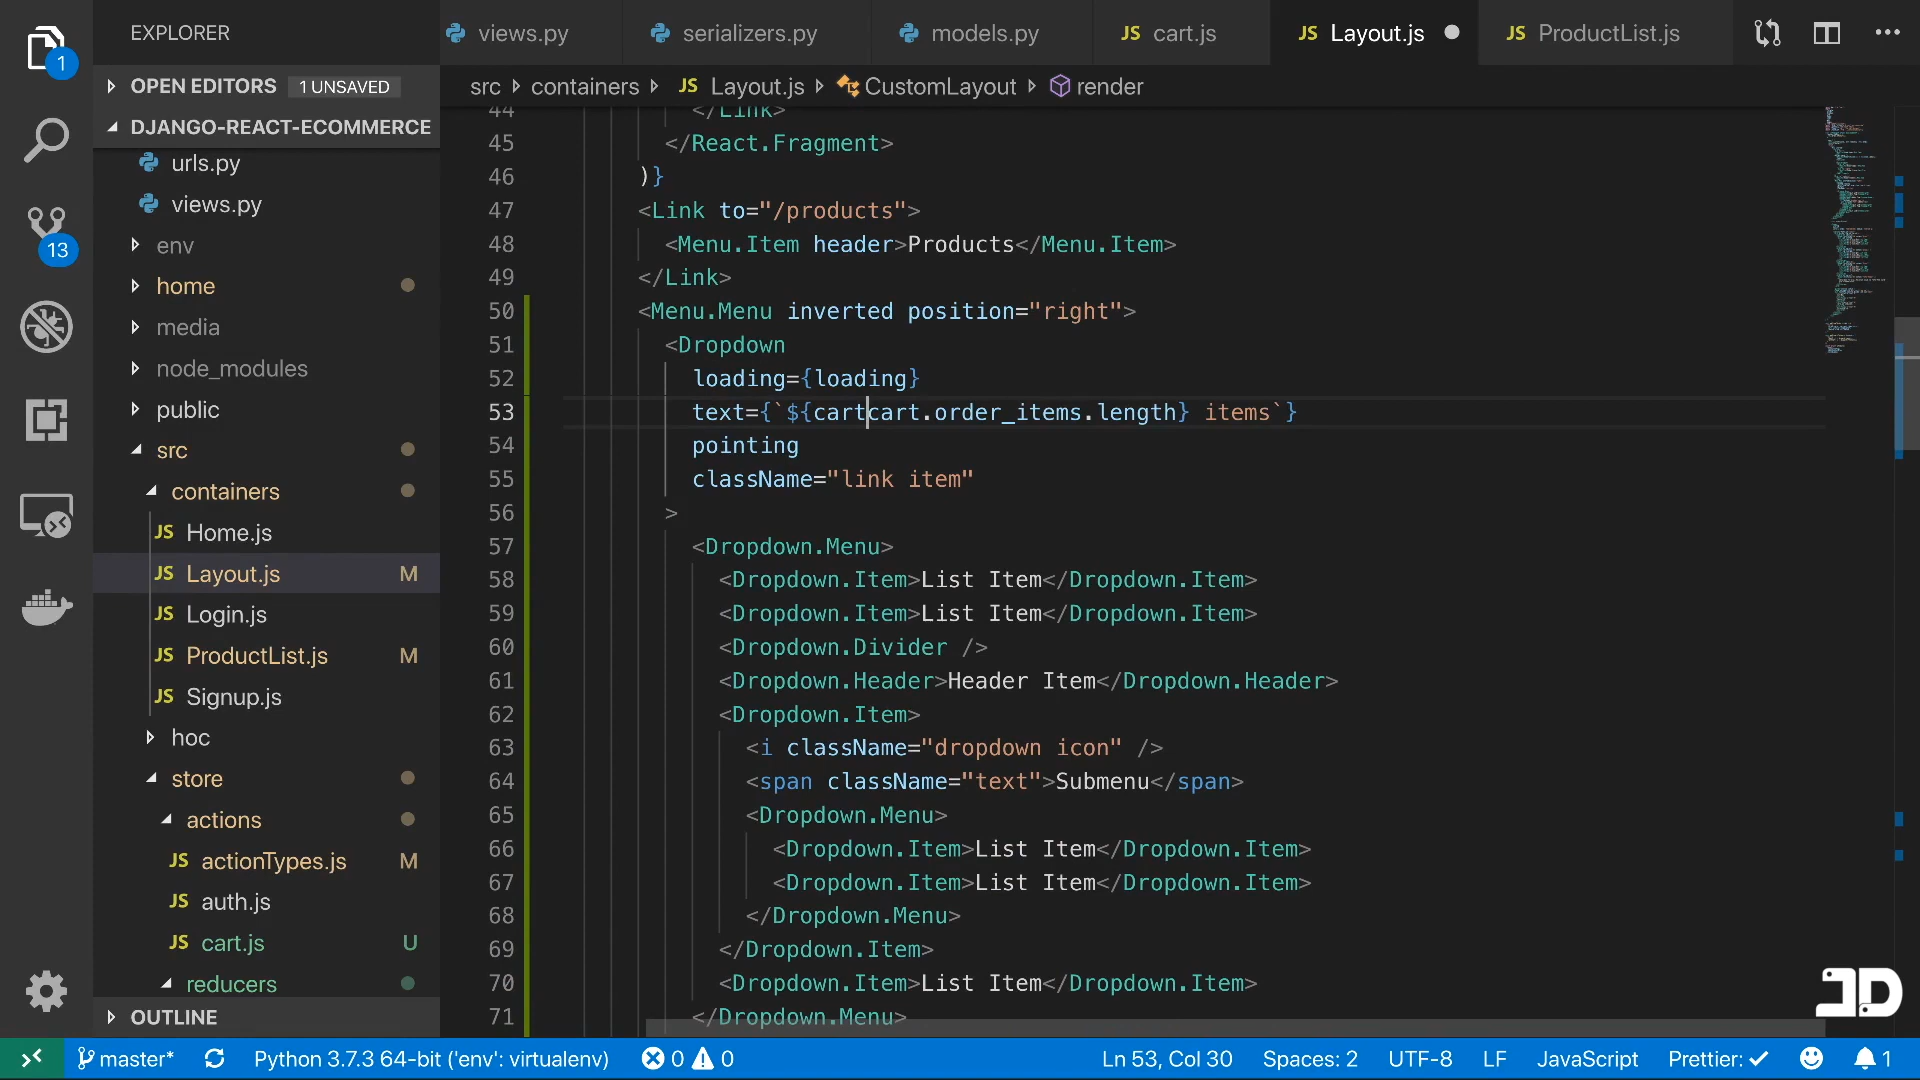 EXPLORER
views.py
serializers.py
models.py
JS cart.js
JS Layout.js
JS ProductList.js
1
OPEN EDITORS 1 UNSAVED
src containers JS Layout.js CustomLayout render
DJANGO-REACT-ECOMMERCE
urls.py
views.py
env
home
media
node_modules
public
src
containers
JS Home.js
JS Layout.js M
JS Login.js
JS ProductList.js M
JS Signup.js
hoc
store
actions
JS actionTypes.js M
JS auth.js
JS cart.js U
reducers
OUTLINE
13
44 </Link>
45 </React.Fragment>
46 )}
47 <Link to="/products">
48 <Menu.Item header>Products</Menu.Item>
49 </Link>
50 <Menu.Menu inverted position="right">
51 <Dropdown
52 loading={loading}
53 text={`${cartcart.order_items.length} items`}
54 pointing
55 className="link item"
56 >
57 <Dropdown.Menu>
58 <Dropdown.Item>List Item</Dropdown.Item>
59 <Dropdown.Item>List Item</Dropdown.Item>
60 <Dropdown.Divider />
61 <Dropdown.Header>Header Item</Dropdown.Header>
62 <Dropdown.Item>
63 <i className="dropdown icon" />
64 <span className="text">Submenu</span>
65 <Dropdown.Menu>
66 <Dropdown.Item>List Item</Dropdown.Item>
67 <Dropdown.Item>List Item</Dropdown.Item>
68 </Dropdown.Menu>
69 </Dropdown.Item>
70 <Dropdown.Item>List Item</Dropdown.Item>
71 </Dropdown.Menu>
master* Python 3.7.3 64-bit ('env': virtualenv) 0 0 Ln 53, Col 30 Spaces: 2 UTF-8 LF JavaScript Prettier: ✓ 1